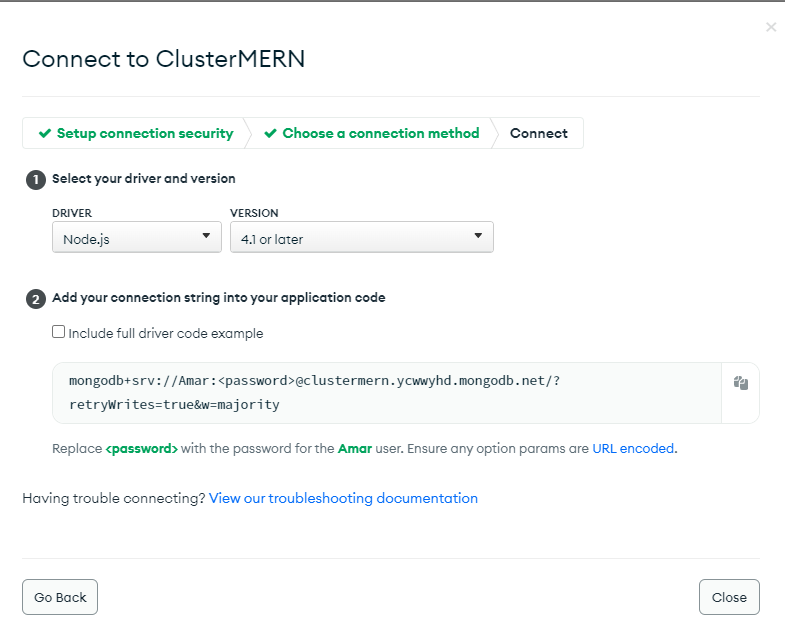 Connect to ClusterMERN
Setup connection security Choose a connection method Connect
1 Select your driver and version
DRIVER VERSION
Node.js 4.1 or later
2 Add your connection string into your application code
Include full driver code example
mongodb+srv://Amar:<password>@clustermern.ycwwyhd.mongodb.net/?
retryWrites=true&w=majority
Replace <password> with the password for the Amar user. Ensure any option params are URL encoded.
Having trouble connecting? View our troubleshooting documentation
Go Back Close